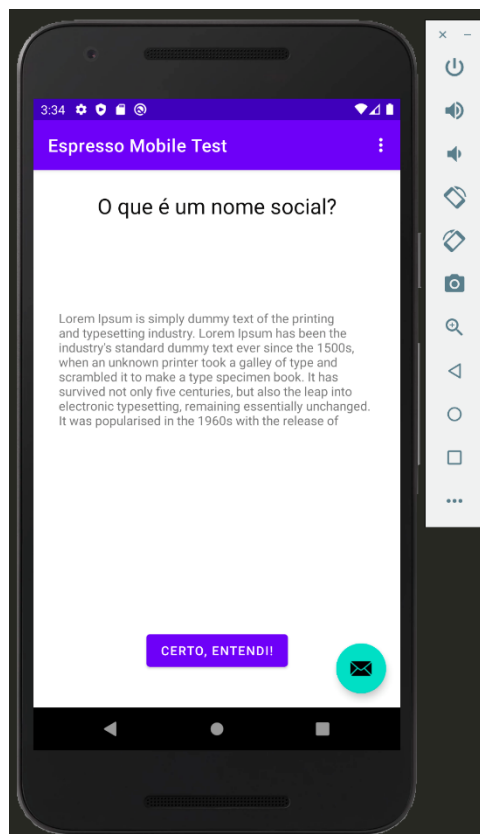 3:34
Espresso Mobile Test
O que é um nome social?
Lorem Ipsum is simply dummy text of the printing
and typesetting industry. Lorem Ipsum has been the
industry's standard dummy text ever since the 1500s,
when an unknown printer took a galley of type and
scrambled it to make a type specimen book. It has
survived not only five centuries, but also the leap into
electronic typesetting, remaining essentially unchanged.
It was popularised in the 1960s with the release of
CERTO, ENTENDI!